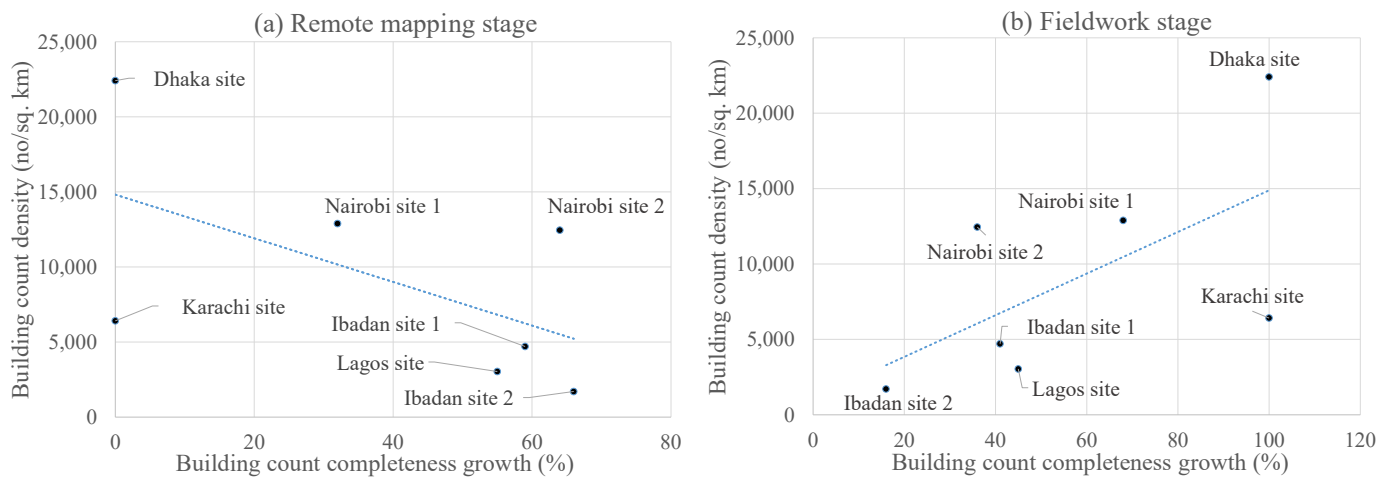 (a) Remote mapping stage
Building count density (no/sq. km)
25,000
20,000
15,000
10,000
5,000
0
Dhaka site
Nairobi site 1
Nairobi site 2
Karachi site
Ibadan site 1
Lagos site
Ibadan site 2
0 20 40 60 80
Building count completeness growth (%)
(b) Fieldwork stage
Building count density (no/sq. km)
25,000
20,000
15,000
10,000
5,000
0
Dhaka site
Nairobi site 1
Nairobi site 2
Karachi site
Ibadan site 1
Lagos site
Ibadan site 2
0 20 40 60 80 100 120
Building count completeness growth (%)